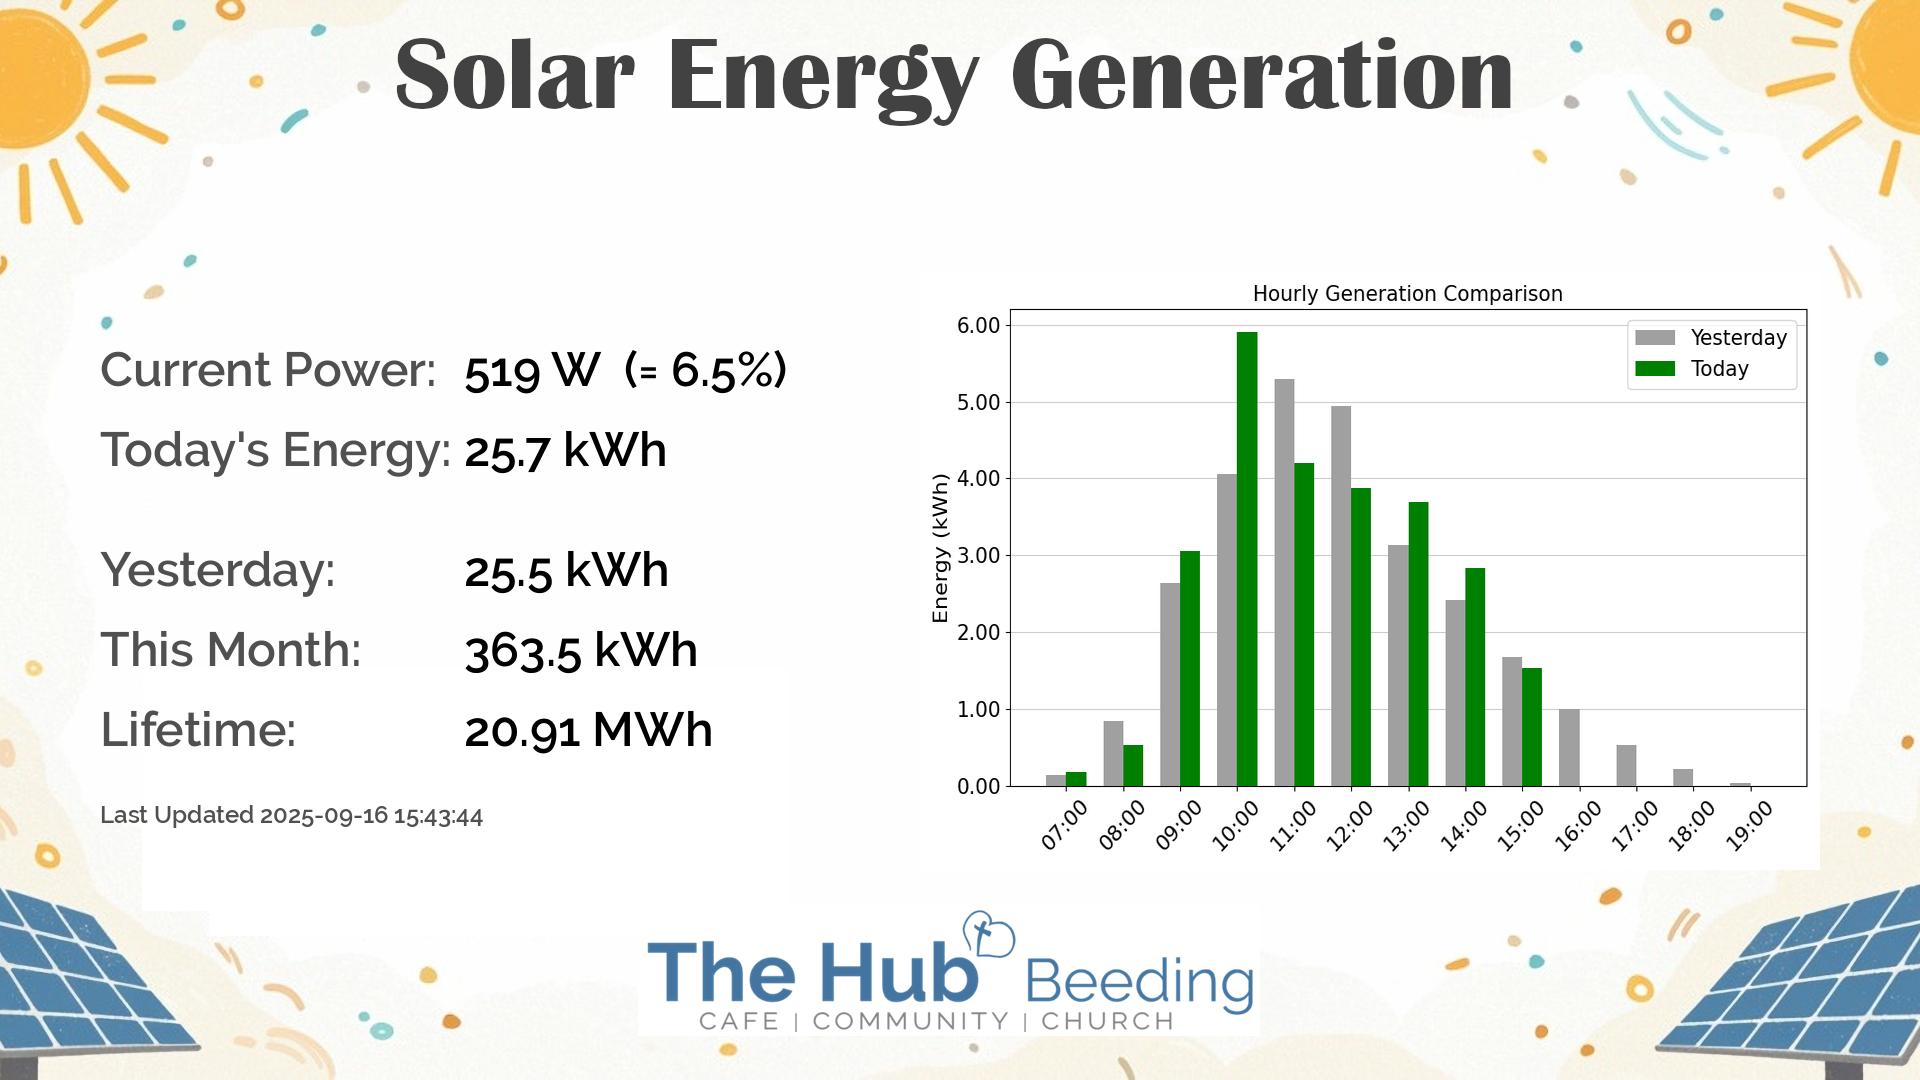 Solar Energy Generation
Current Power: 519 W (= 6.5%)
Today's Energy: 25.7 kWh
Yesterday: 25.5 kWh
This Month: 363.5 kWh
Lifetime: 20.91 MWh
Last Updated 2025-09-16 15:43:44
Hourly Generation Comparison
Yesterday
Today
Energy (kWh)
6.00
5.00
4.00
3.00
2.00
1.00
0.00
07:00 08:00 09:00 10:00 11:00 12:00 13:00 14:00 15:00 16:00 17:00 18:00 19:00
The Hub Beeding
CAFE | COMMUNITY | CHURCH